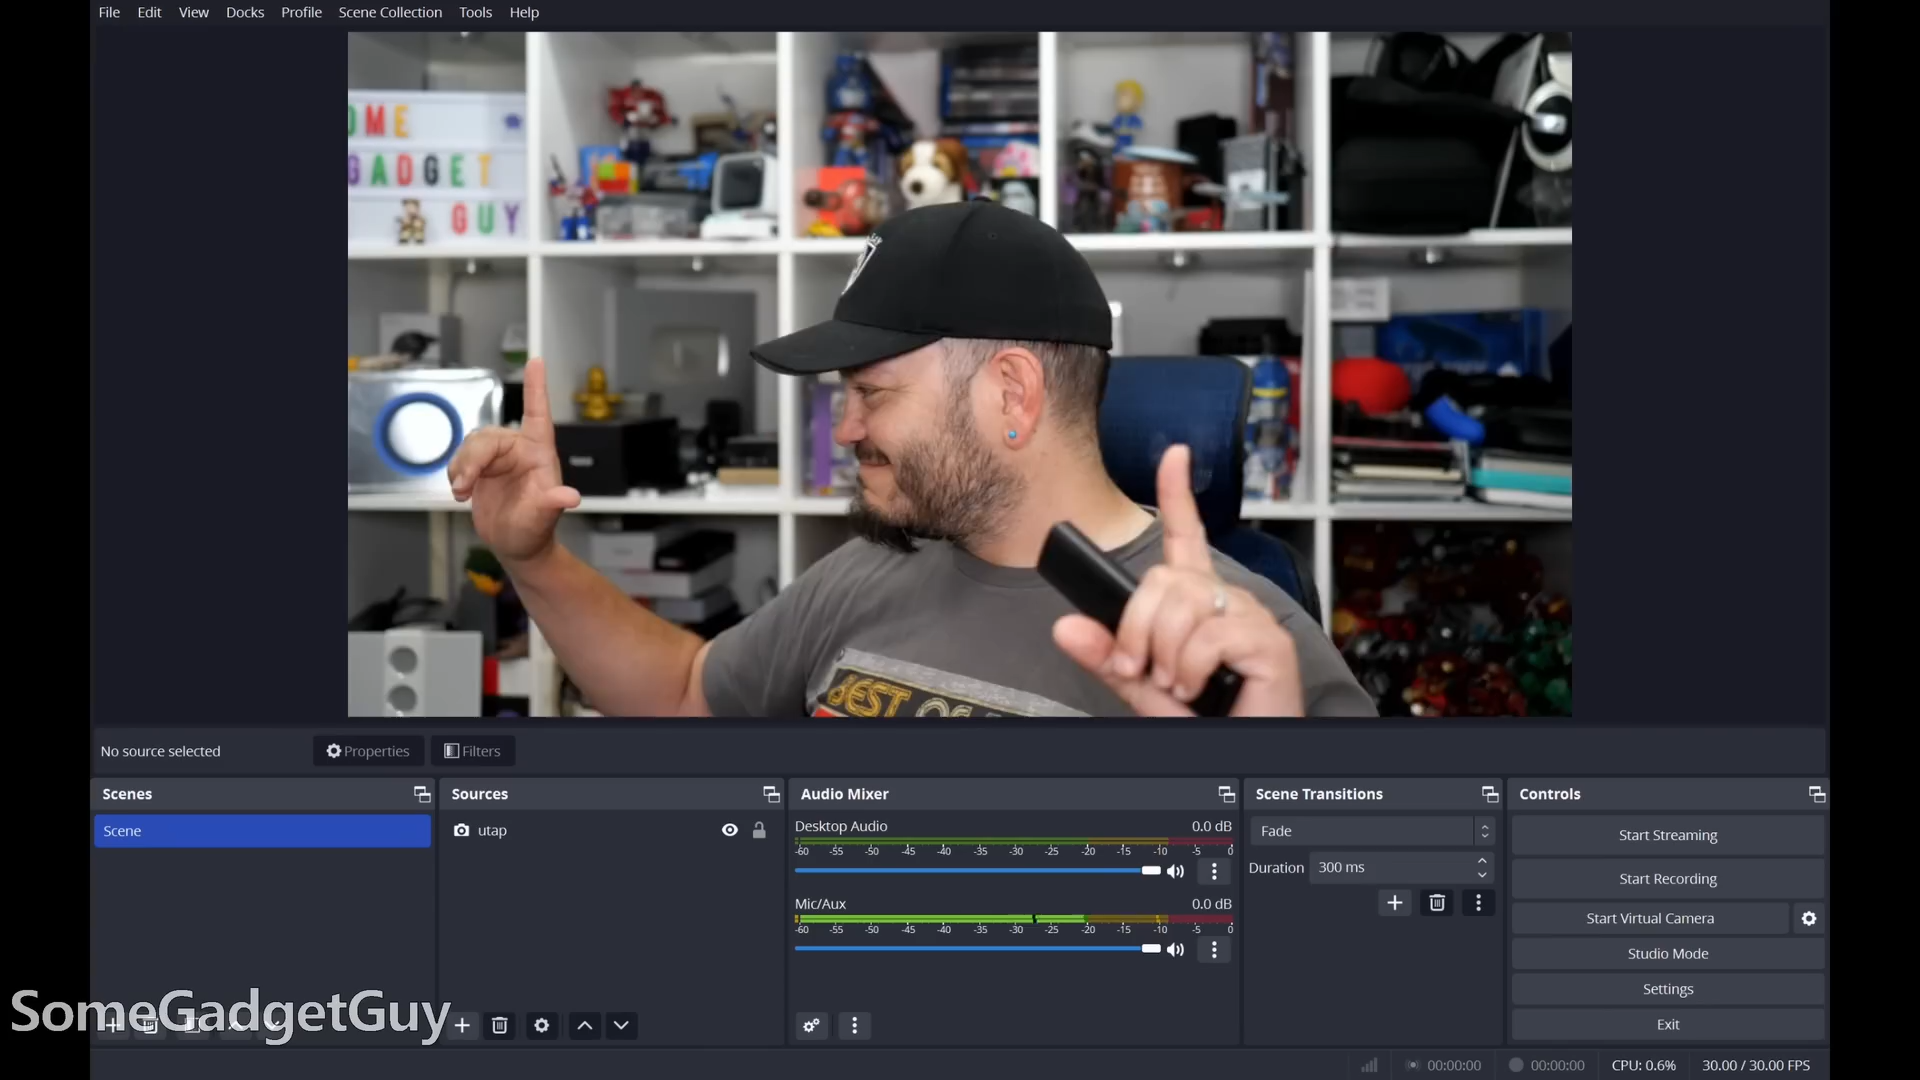 File Edit View Docks Profile Scene Collection Tools Help
OME
GADGET
GUY
BEST OF
No source selected Properties Filters
Scenes Sources Audio Mixer Scene Transitions Controls
Scene
utap
Desktop Audio 0.0 dB
-60 -55 -50 -45 -40 -35 -30 -25 -20 -15 -10 -5 0
Mic/Aux 0.0 dB
-60 -55 -50 -45 -40 -35 -30 -25 -20 -15 -10 -5 0
Fade
Duration 300 ms
Start Streaming
Start Recording
Start Virtual Camera
Studio Mode
Settings
Exit
SomeGadgetGuy
00:00:00 00:00:00 CPU: 0.6% 30.00 / 30.00 FPS